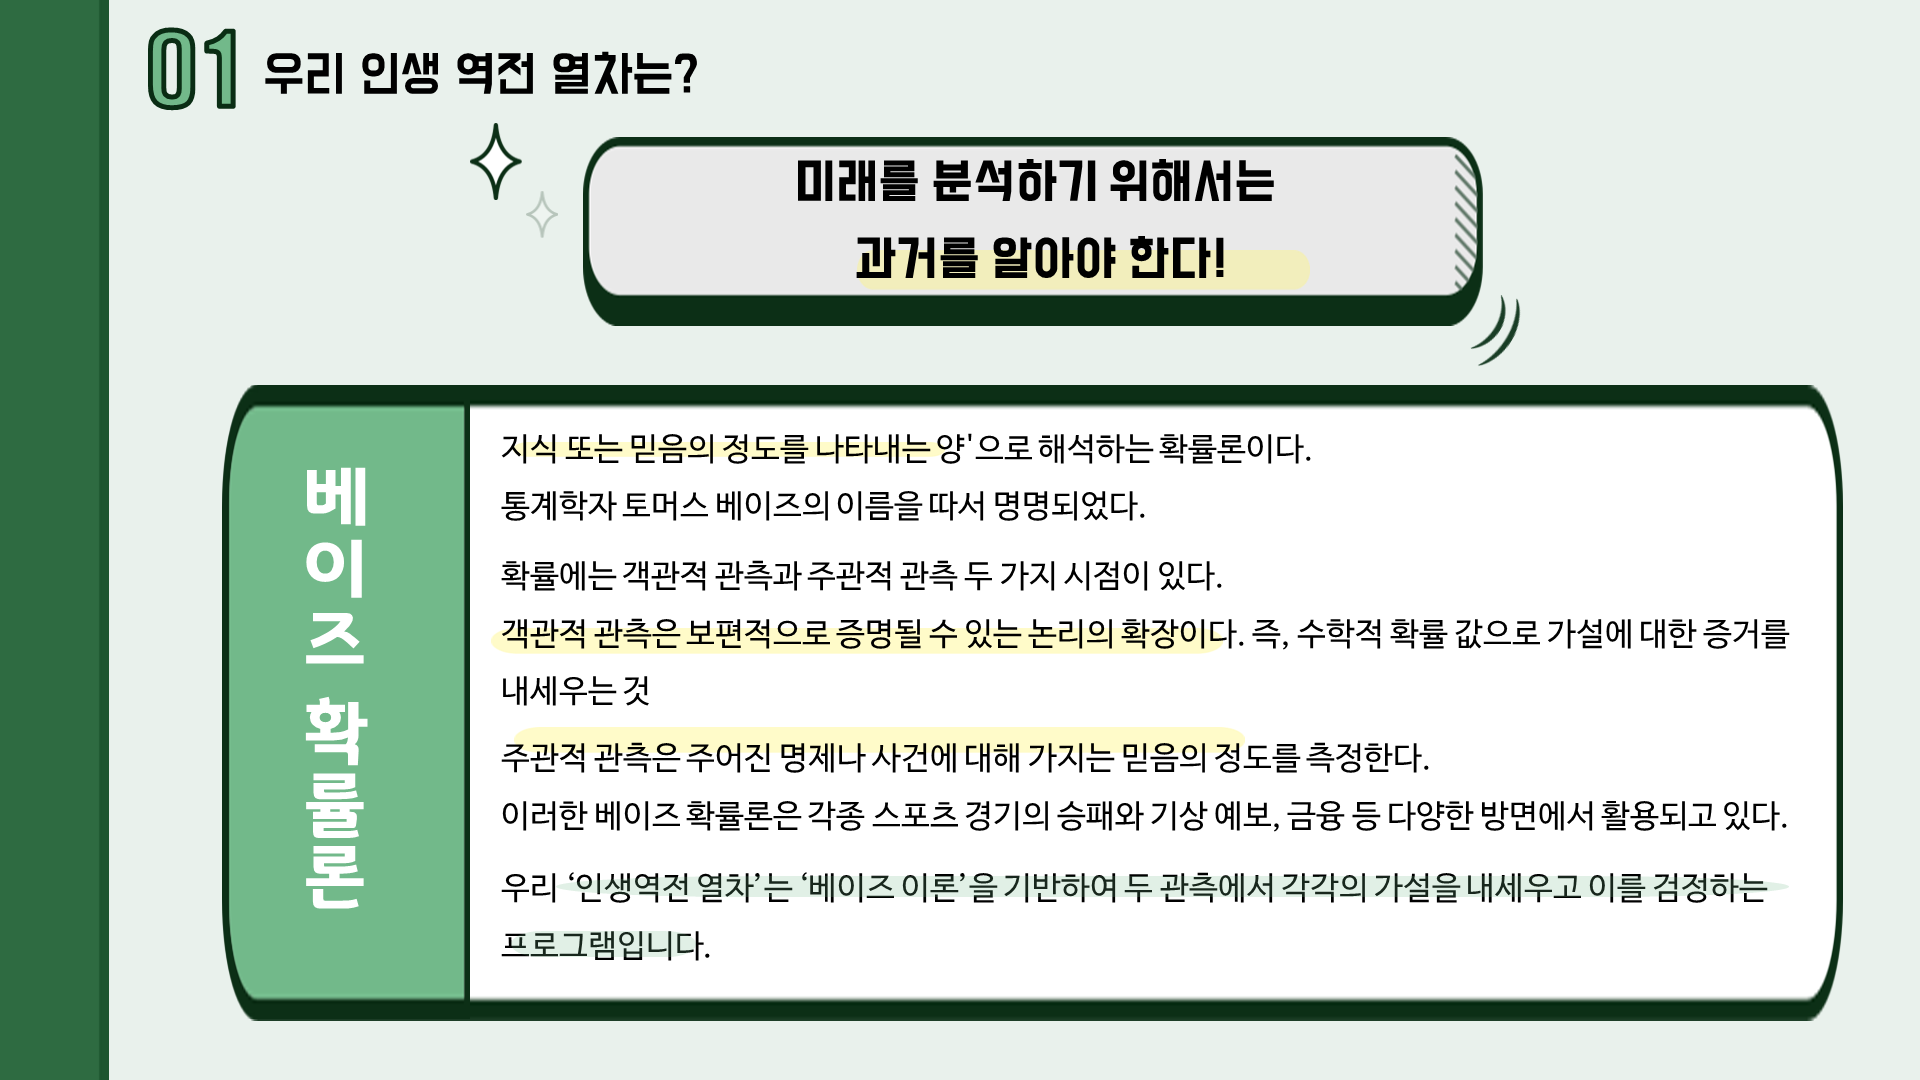 01 우리 인생 역전 열차는?
미래를 분석하기 위해서는
과거를 알아야 한다!
베이즈 확률론
지식 또는 믿음의 정도를 나타내는 양'으로 해석하는 확률론이다.
통계학자 토머스 베이즈의 이름을 따서 명명되었다.
확률에는 객관적 관측과 주관적 관측 두 가지 시점이 있다.
객관적 관측은 보편적으로 증명될 수 있는 논리의 확장이다. 즉, 수학적 확률 값으로 가설에 대한 증거를
내세우는 것
주관적 관측은 주어진 명제나 사건에 대해 가지는 믿음의 정도를 측정한다.
이러한 베이즈 확률론은 각종 스포츠 경기의 승패와 기상 예보, 금융 등 다양한 방면에서 활용되고 있다.
우리 ‘인생역전 열차’는 ‘베이즈 이론’을 기반하여 두 관측에서 각각의 가설을 내세우고 이를 검정하는
프로그램입니다.